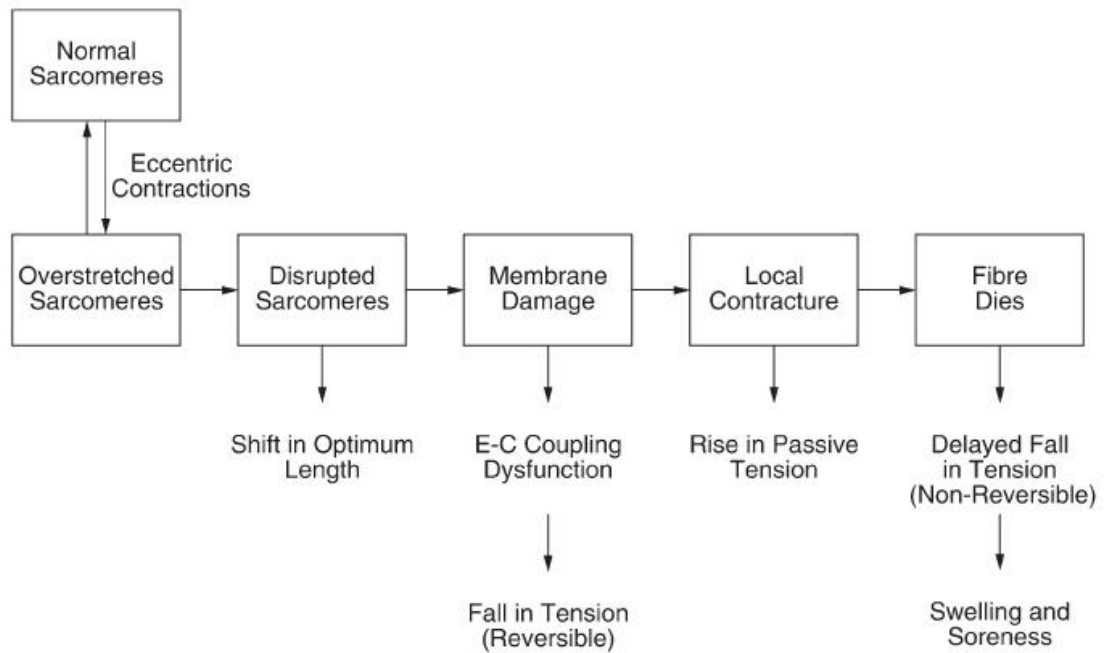 Normal
Sarcomeres
Eccentric
Contractions
Overstretched
Sarcomeres
Disrupted
Sarcomeres
Membrane
Damage
Local
Contracture
Fibre
Dies
Shift in Optimum
Length
E-C Coupling
Dysfunction
Rise in Passive
Tension
Delayed Fall
in Tension
(Non-Reversible)
Fall in Tension
(Reversible)
Swelling and
Soreness